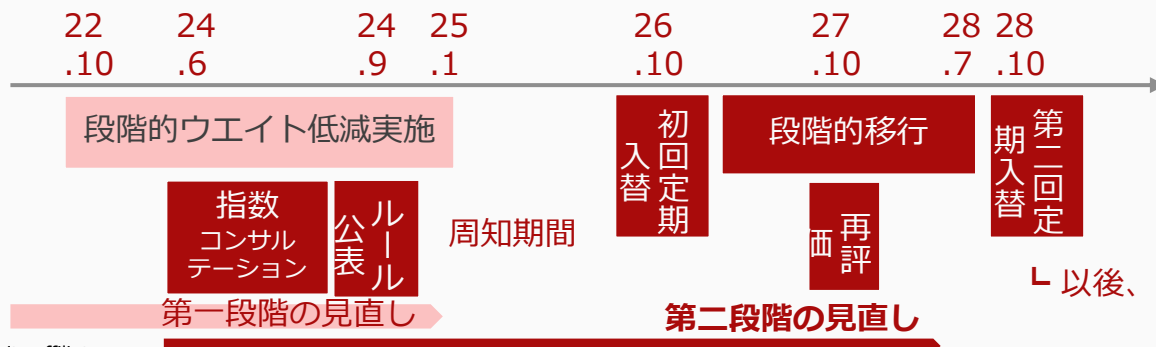 22
.10
24
.6
24
.9
25
.1
26
.10
27
.10
28
.7
28
.10
段階的ウエイト低減実施
初回定期
入替
段階的移行
第二回定
期入替
指数
コンサル
テーション
ルール
公表
周知期間
再評
価
┗ 以後、
第一段階の見直し
第二段階の見直し